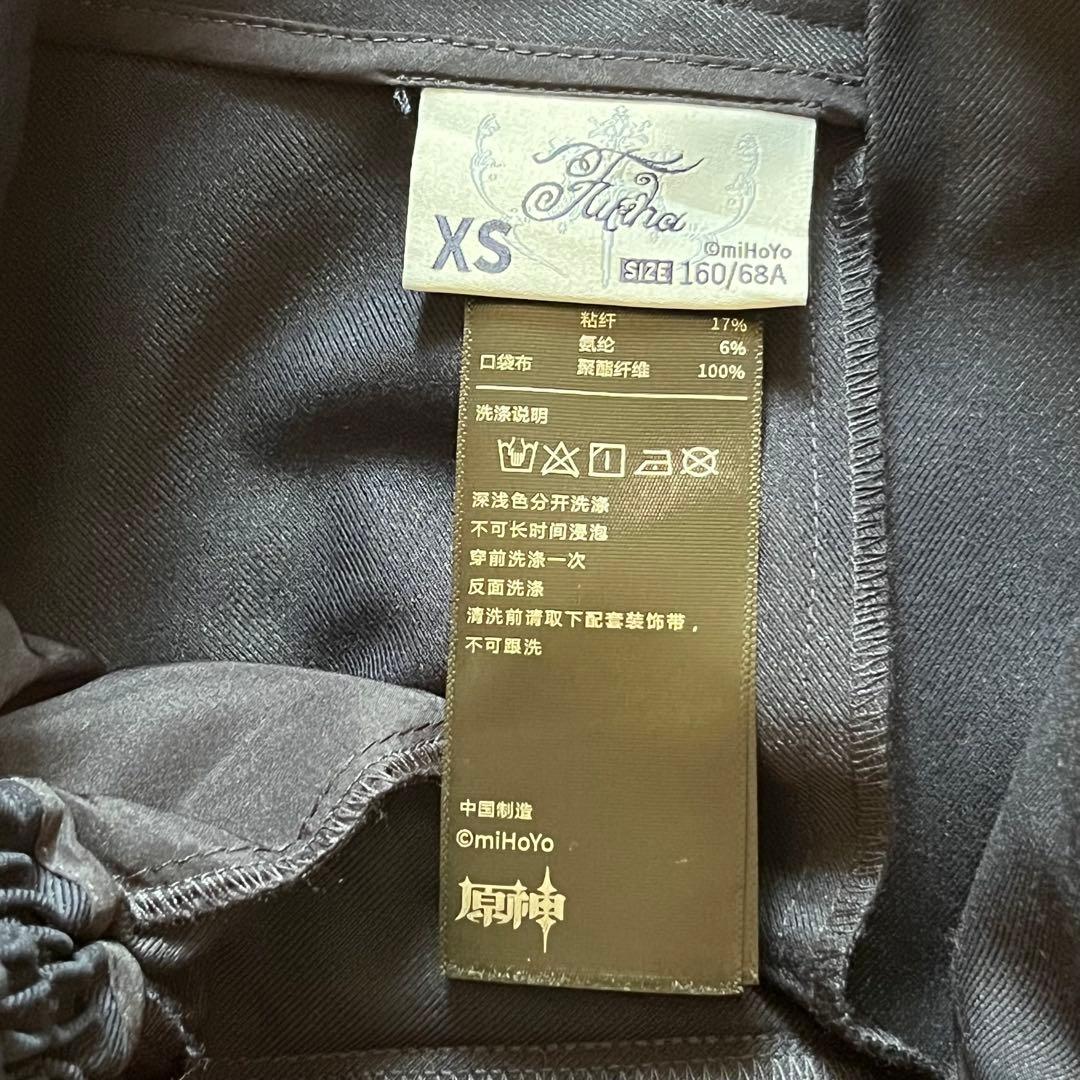 Furina
XS
©miHoYo
SIZE 160/68A
粘纤 17%
氨纶 6%
口袋布 聚酯纤维 100%
洗涤说明
深浅色分开洗涤
不可长时间浸泡
穿前洗涤一次
反面洗涤
清洗前请取下配套装饰带，
不可跟洗
中国制造
©miHoYo
原神